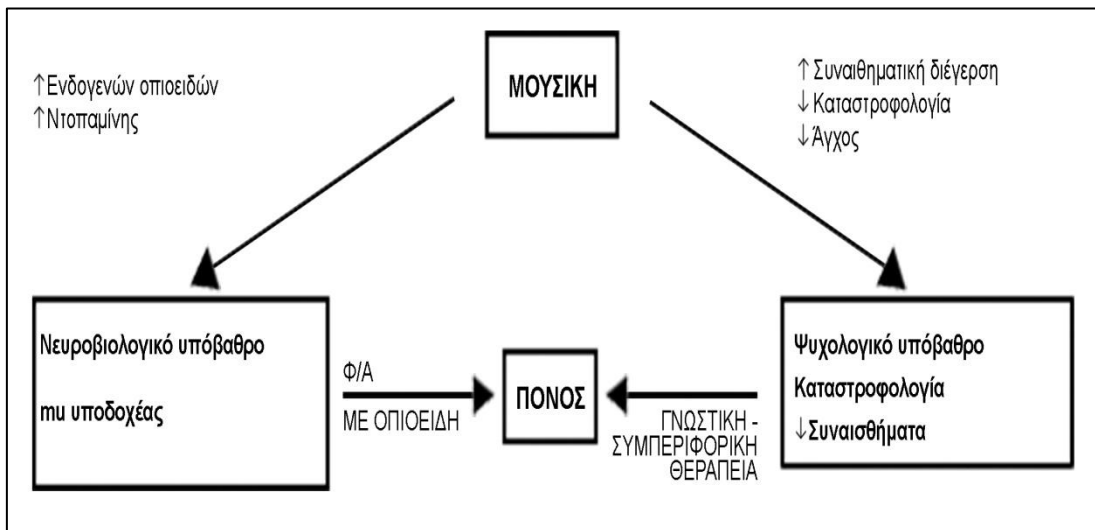 ΜΟΥΣΙΚΗ
↑Ενδογενών οπιοειδών
↑Ντοπαμίνης
↑ Συναιθηματική διέγερση
↓ Καταστροφολογία
↓ Άγχος
Νευροβιολογικό υπόβαθρο
mu υποδοχέας
Φ/Α
ΜΕ ΟΠΙΟΕΙΔΗ
ΠΟΝΟΣ
ΓΝΩΣΤΙΚΗ -
ΣΥΜΠΕΡΙΦΟΡΙΚΗ
ΘΕΡΑΠΕΙΑ
Ψυχολογικό υπόβαθρο
Καταστροφολογία
↓Συναισθήματα